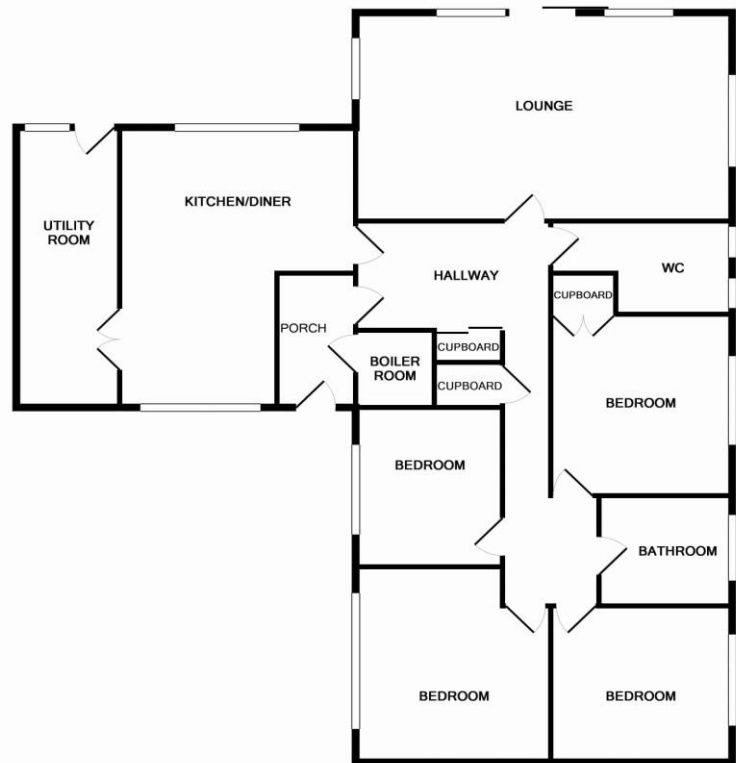 LOUNGE
KITCHEN/DINER
UTILITY
ROOM
HALLWAY
WC
CUPBOARD
PORCH
CUPBOARD
BOILER
ROOM
CUPBOARD
BEDROOM
BEDROOM
BATHROOM
BEDROOM
BEDROOM